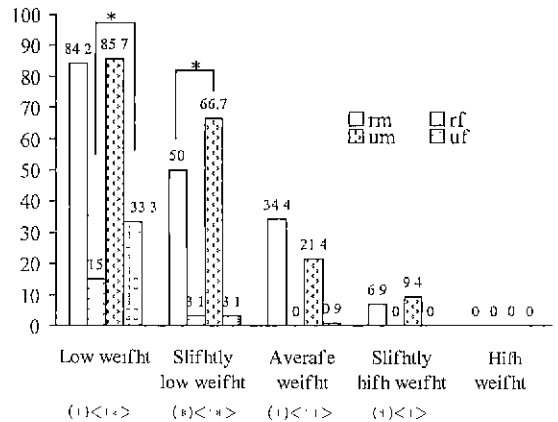 100
90
80
70
60
50
40
30
20
10
0
84 2
*
85.7
15
33 3
50
*
66.7
3 1
3 1
34 4
0
21 4
0 9
6 9
0
9 4
0
0 0 0 0
rm rf
um uf
Low weifht
Slifhtly
low weifht
Averafe
weifht
Slifhtly
hifh weifht
Hifh
weifht